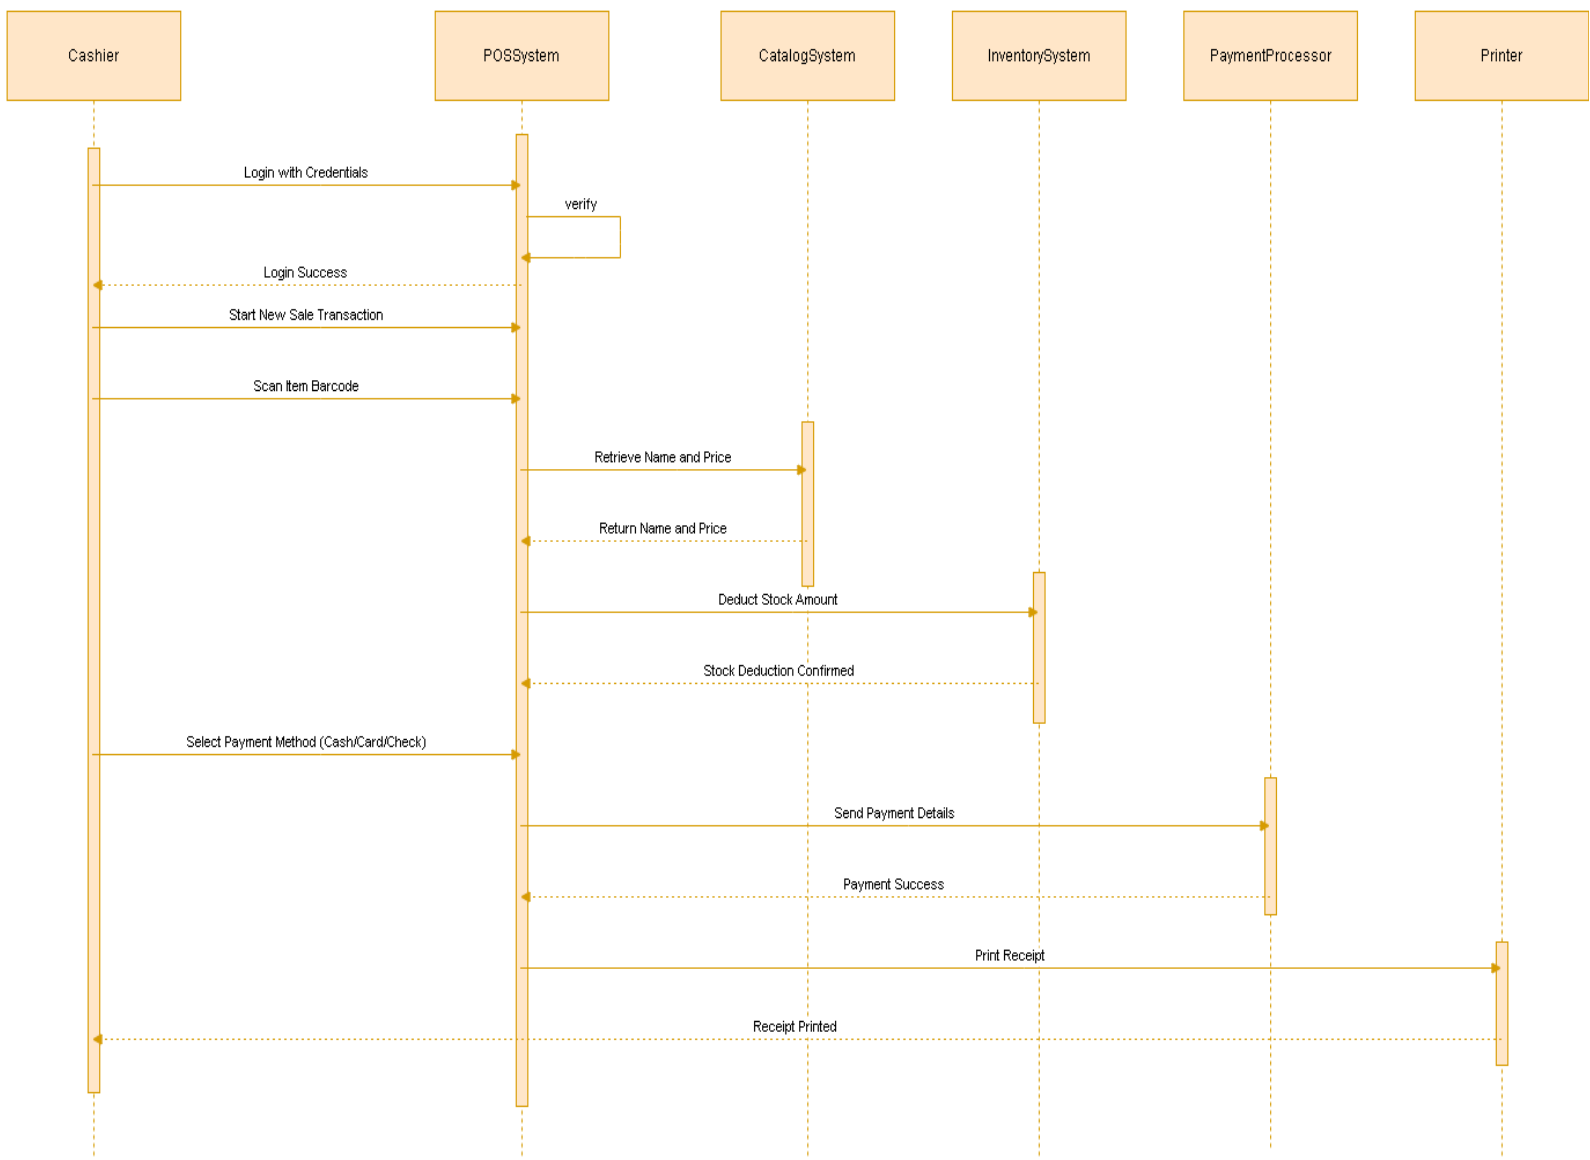 Cashier
POSSystem
CatalogSystem
InventorySystem
PaymentProcessor
Printer
Login with Credentials
verify
Login Success
Start New Sale Transaction
Scan Item Barcode
Retrieve Name and Price
Return Name and Price
Deduct Stock Amount
Stock Deduction Confirmed
Select Payment Method (Cash/Card/Check)
Send Payment Details
Payment Success
Print Receipt
Receipt Printed